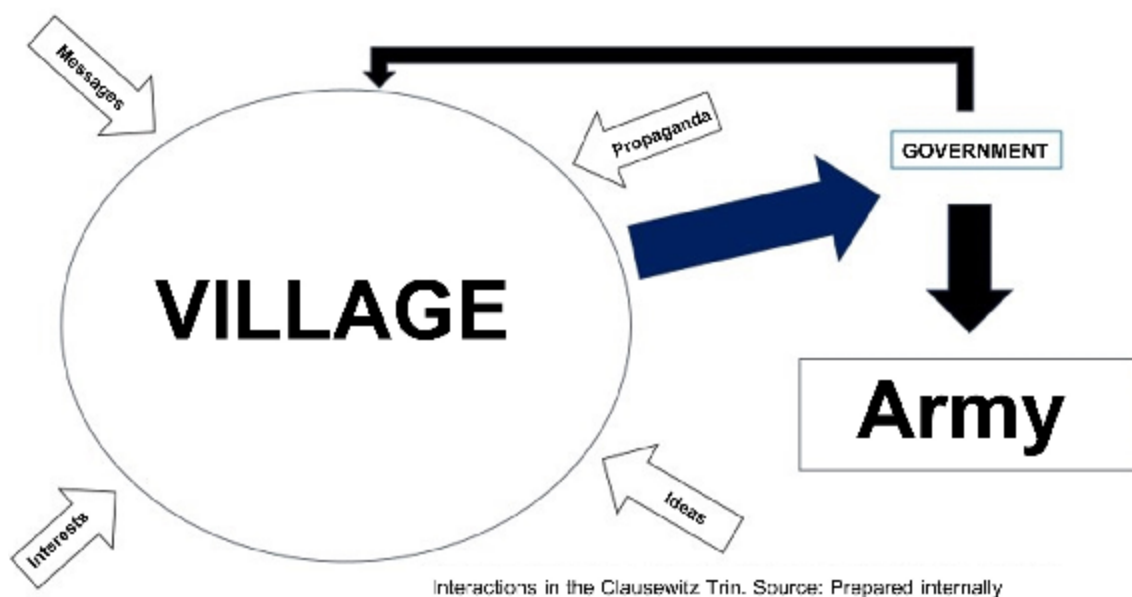 Messages
Propaganda
GOVERNMENT
VILLAGE
Army
Interests
Ideas
Interactions in the Clausewitz Trin. Source: Prepared internally